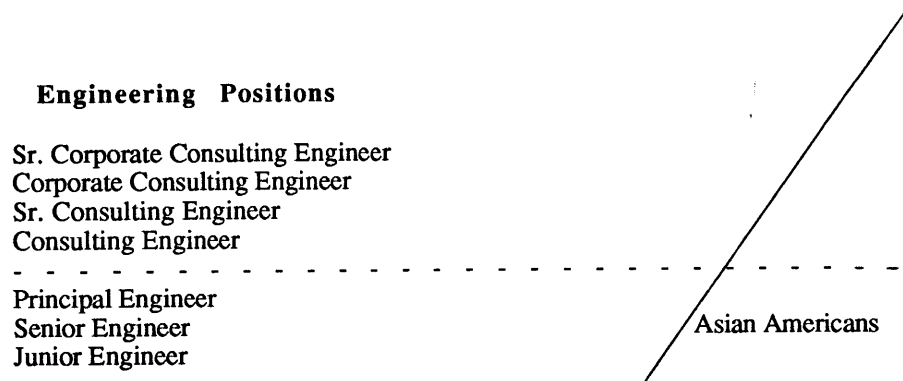 Engineering Positions
Sr. Corporate Consulting Engineer
Corporate Consulting Engineer
Sr. Consulting Engineer
Consulting Engineer
Principal Engineer
Senior Engineer
Asian Americans
Junior Engineer